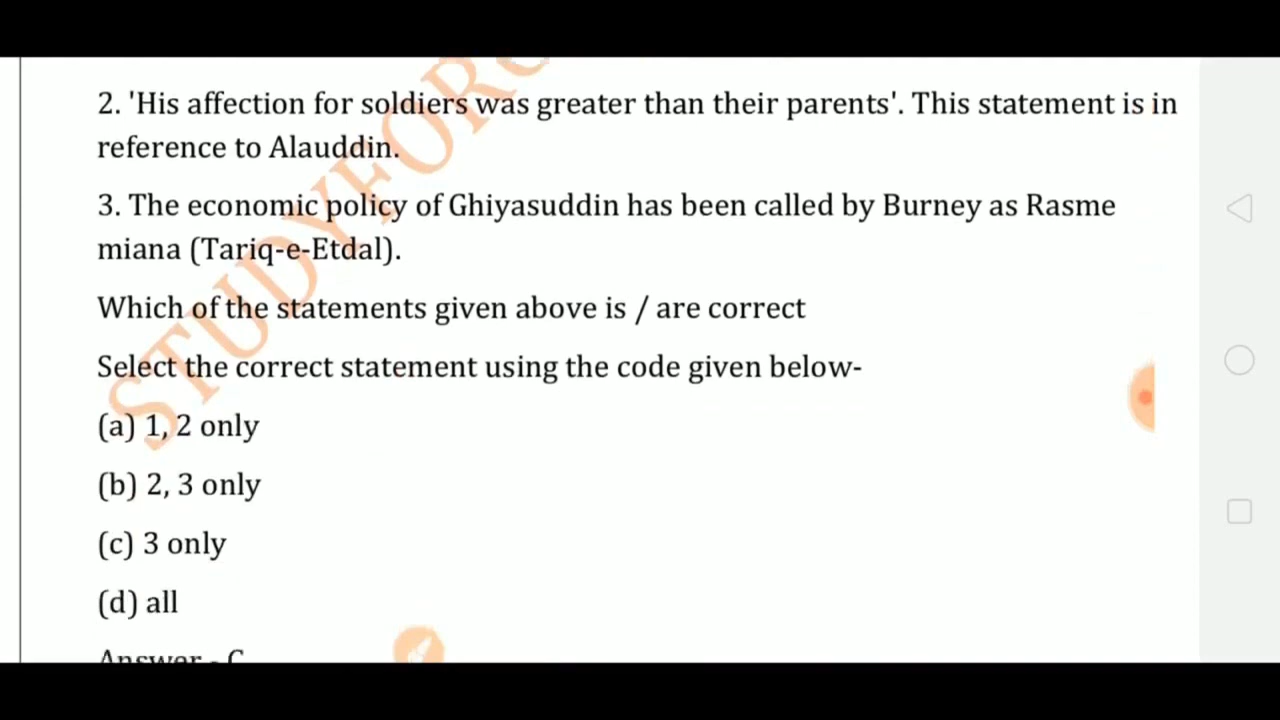 2. 'His affection for soldiers was greater than their parents'. This statement is in
reference to Alauddin.
3. The economic policy of Ghiyasuddin has been called by Burney as Rasme
miana (Tariq-e-Etdal).
Which of the statements given above is / are correct
Select the correct statement using the code given below-
(a) 1, 2 only
(b) 2, 3 only
(c) 3 only
(d) all
Answer - C
STUDYFOR